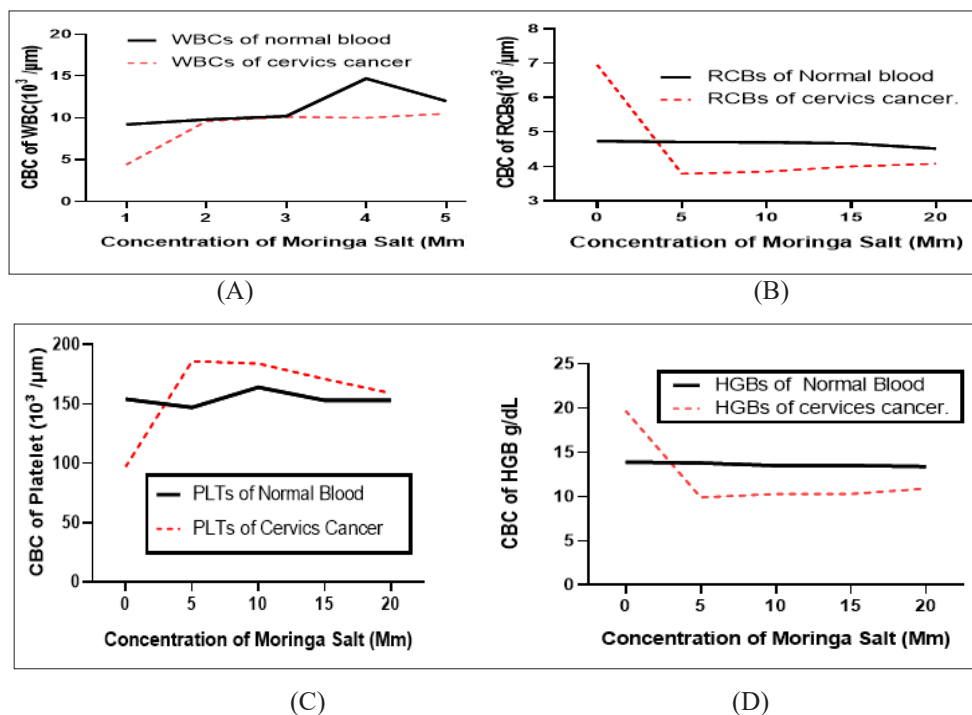 CBC of WBC(10³ /µm)
20
15
10
5
0
WBCs of normal blood
WBCs of cervics cancer
1 2 3 4 5
Concentration of Moringa Salt (Mm
(A)
CBC of RCBs(10³ /µm)
8
7
6
5
4
3
RCBs of Normal blood
RCBs of cervics cancer.
0 5 10 15 20
Concentration of Moringa Salt (Mm)
(B)
CBC of Platelet (10³ /µm)
200
150
100
50
0
PLTs of Normal Blood
PLTs of Cervics Cancer
0 5 10 15 20
Concentration of Moringa Salt (Mm)
(C)
CBC of HGB g/dL
25
20
15
10
5
0
HGBs of Normal Blood
HGBs of cervices cancer.
0 5 10 15 20
Concentration of Moringa Salt (Mm)
(D)